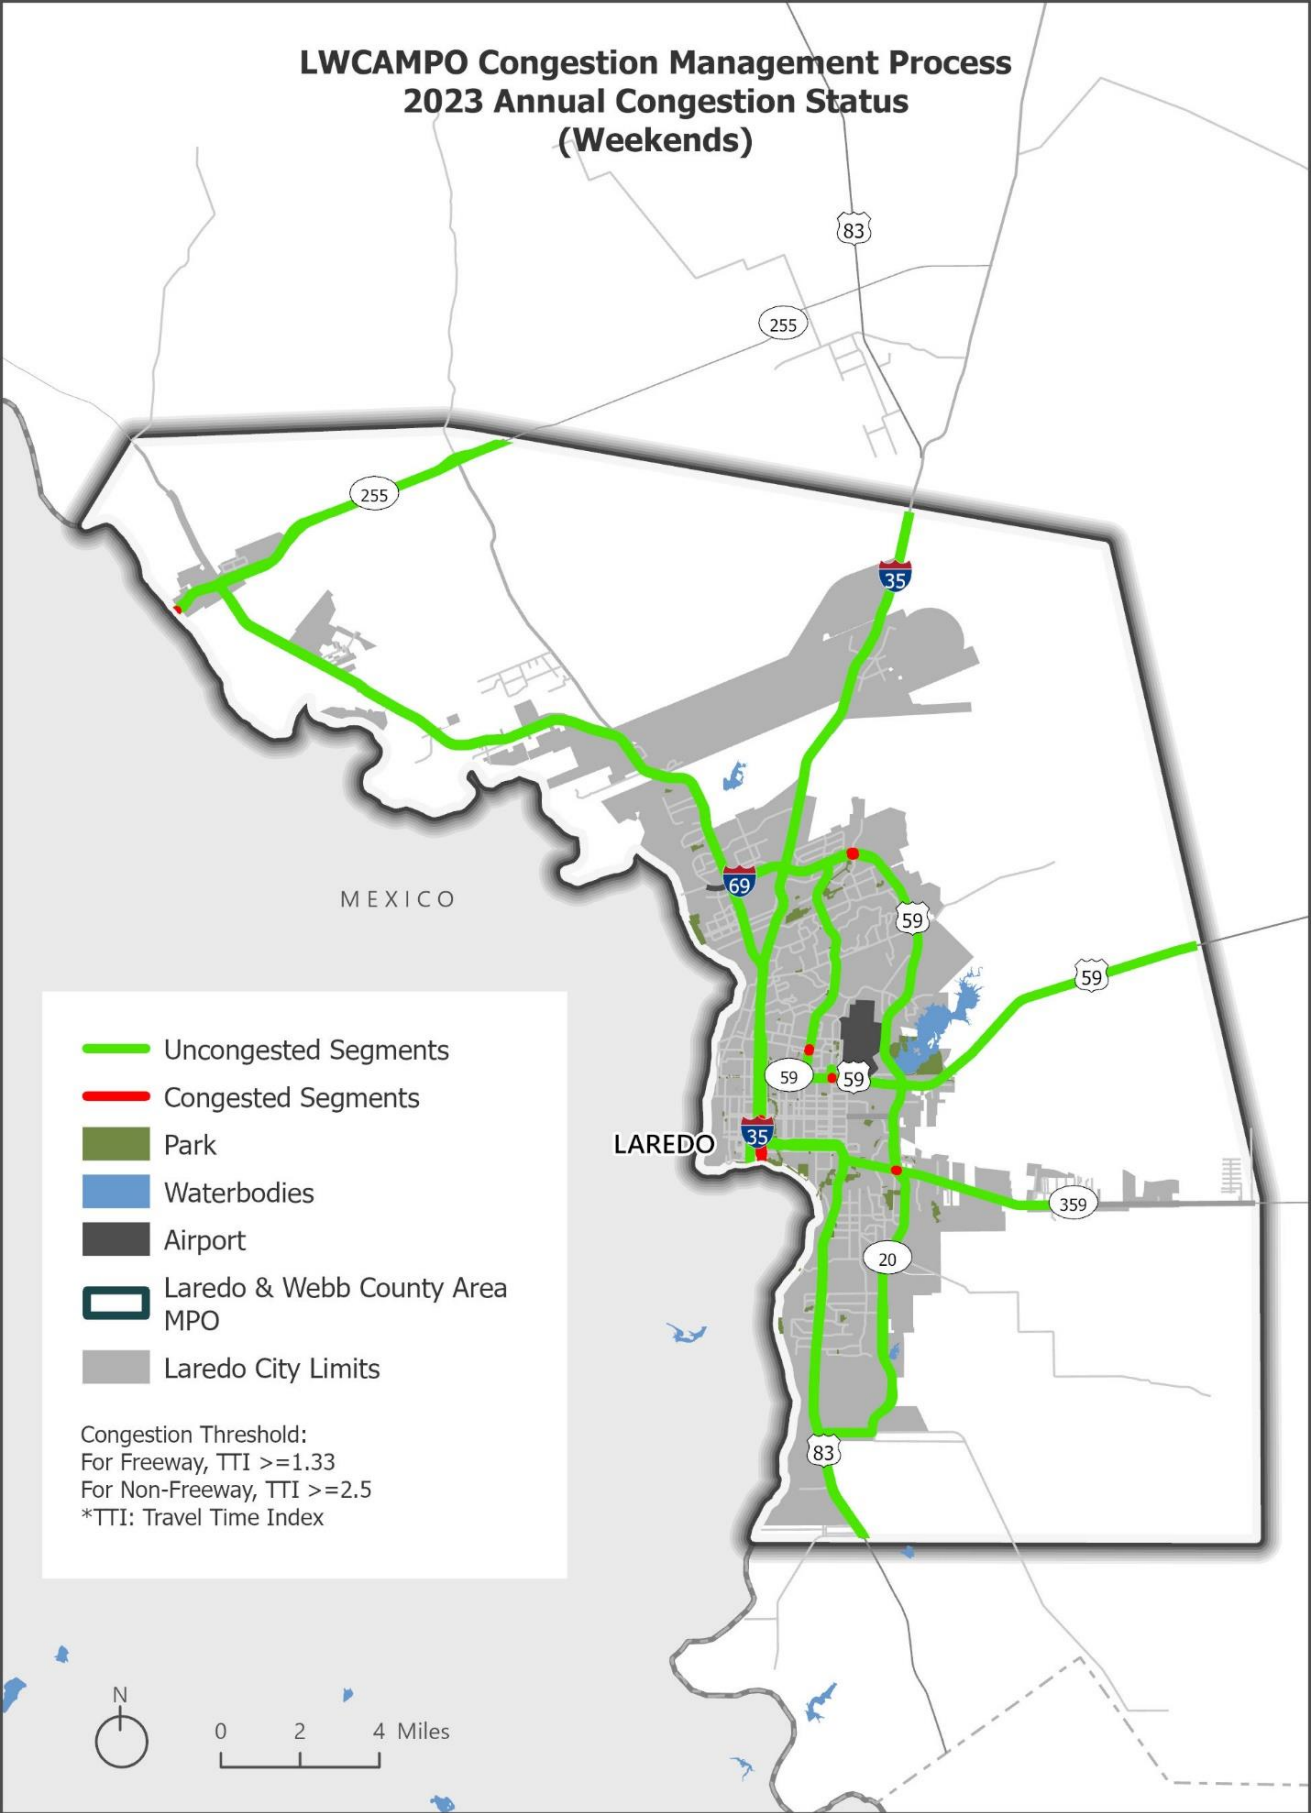 LWCAMPO Congestion Management Process
2023 Annual Congestion Status
(Weekends)
83
255
255
35
69
59
59
MEXICO
59
59
35
LAREDO
359
20
83
Uncongested Segments
Congested Segments
Park
Waterbodies
Airport
Laredo & Webb County Area
MPO
Laredo City Limits
Congestion Threshold:
For Freeway, TTI >=1.33
For Non-Freeway, TTI >=2.5
*TTI: Travel Time Index
N
0 2 4 Miles